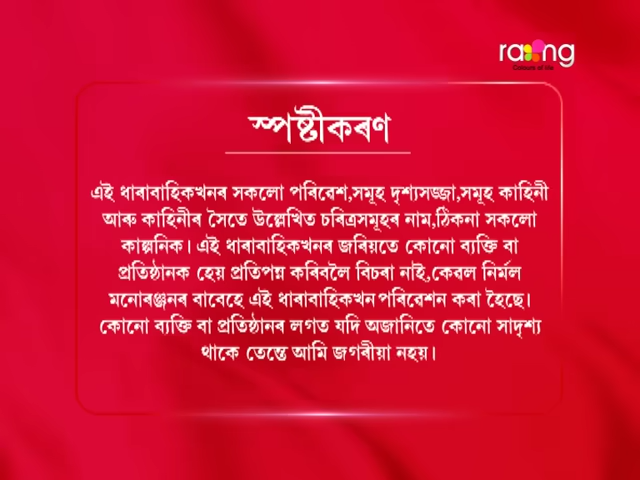 rang
Colours of life
স্পষ্টীকৰণ
এই ধাৰাবাহিকখনৰ সকলো পৰিৱেশ,সমূহ দৃশ্যসজ্জা,সমূহ কাহিনী
আৰু কাহিনীৰ সৈতে উল্লেখিত চৰিত্ৰসমূহৰ নাম,ঠিকনা সকলো
কাল্পনিক। এই ধাৰাবাহিকখনৰ জৰিয়তে কোনো ব্যক্তি বা
প্ৰতিষ্ঠানক হেয় প্ৰতিপন্ন কৰিবলৈ বিচৰা নাই,কেৱল নিৰ্মল
মনোৰঞ্জনৰ বাবেহে এই ধাৰাবাহিকখন পৰিৱেশন কৰা হৈছে।
কোনো ব্যক্তি বা প্ৰতিষ্ঠানৰ লগত যদি অজানিতে কোনো সাদৃশ্য
থাকে তেন্তে আমি জগৰীয়া নহয়।